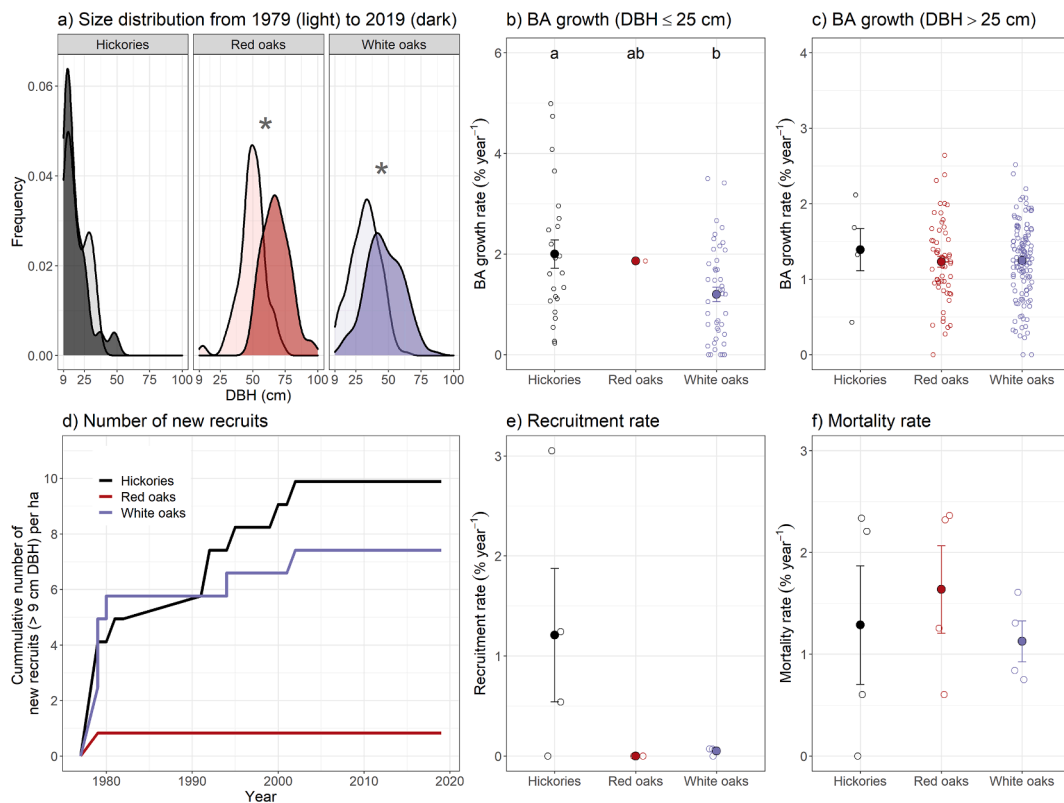 a) Size distribution from 1979 (light) to 2019 (dark)
Hickories
Red oaks
White oaks
*
*
Frequency
0.06
0.04
0.02
0.00
9 25 50 100
9 25 50 100
9 25 50 100
DBH (cm)
b) BA growth (DBH ≤ 25 cm)
a
ab
b
BA growth rate (% year⁻¹)
6
4
2
0
Hickories
Red oaks
White oaks
c) BA growth (DBH > 25 cm)
BA growth rate (% year⁻¹)
4
3
2
1
0
Hickories
Red oaks
White oaks
d) Number of new recruits
Hickories
Red oaks
White oaks
Cummulative number of
new recruits (> 9 cm DBH) per ha
10
8
6
4
2
0
1980 1990 2000 2010 2020
Year
e) Recruitment rate
Recruitment rate (% year⁻¹)
3
2
1
0
Hickories
Red oaks
White oaks
f) Mortality rate
Mortality rate (% year⁻¹)
3
2
1
0
Hickories
Red oaks
White oaks